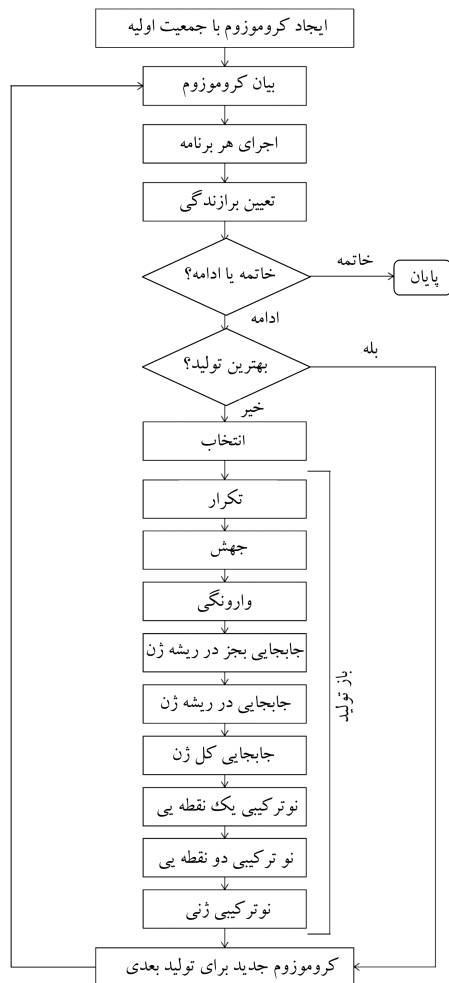 ایجاد کروموزوم با جمعیت اولیه
بیان کروموزوم
اجرای هر برنامه
تعیین برازندگی
خاتمه یا ادامه؟
خاتمه
پایان
ادامه
بهترین تولید؟
بله
خیر
انتخاب
تکرار
جهش
وارونگی
جابجایی بجز در ریشه ژن
جابجایی در ریشه ژن
جابجایی کل ژن
نوترکیبی یک نقطه یی
نو ترکیبی دو نقطه یی
نوترکیبی ژنی
باز تولید
کروموزوم جدید برای تولید بعدی